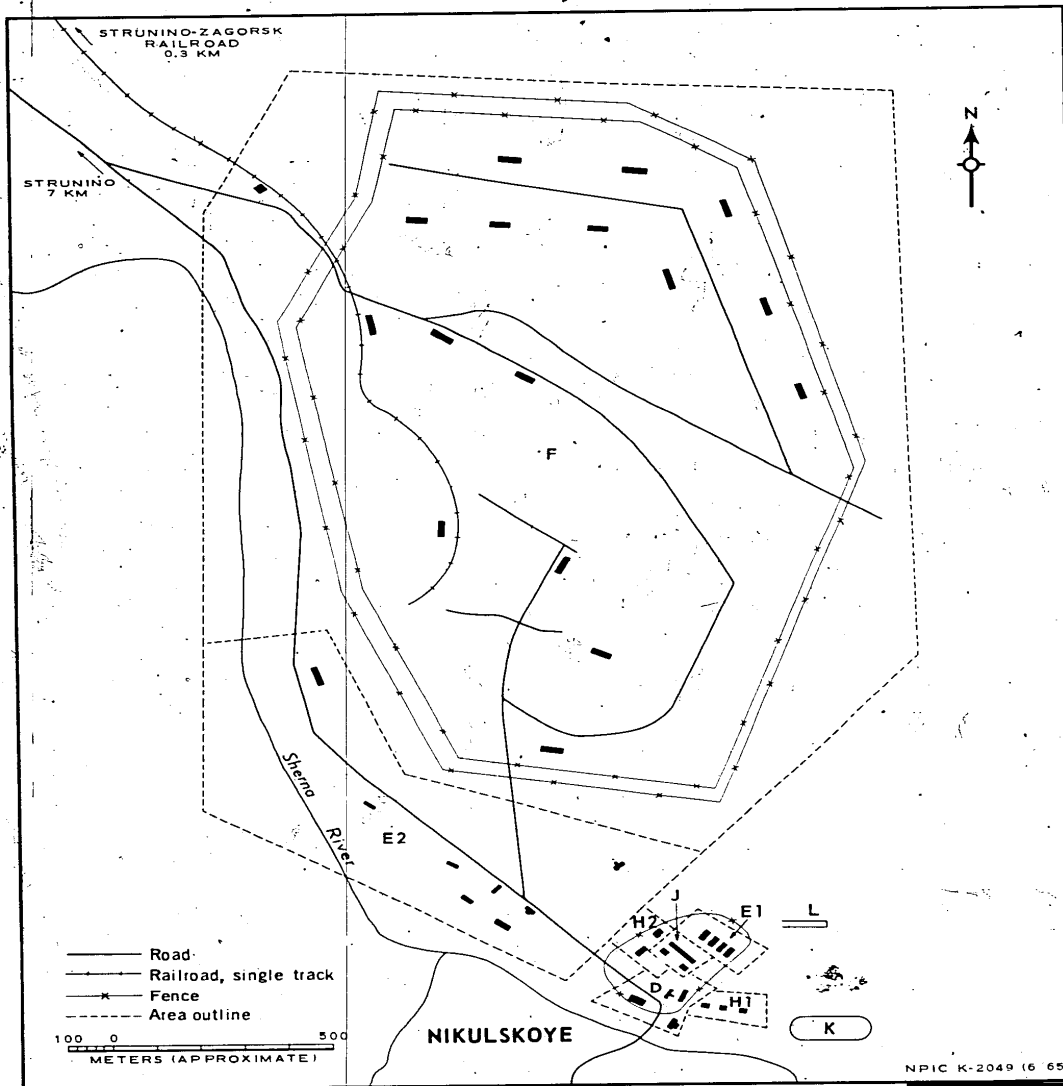 STRUNINO-ZAGORSK
RAILROAD
0.3 KM
N
STRUNINO
7 KM
F
Sherna
River
E2
J
L
E1
H2
D
H1
K
NIKULSKOYE
Road
Railroad, single track
Fence
Area outline
100 0 500
METERS (APPROXIMATE)
NPIC K-2049 (6 65